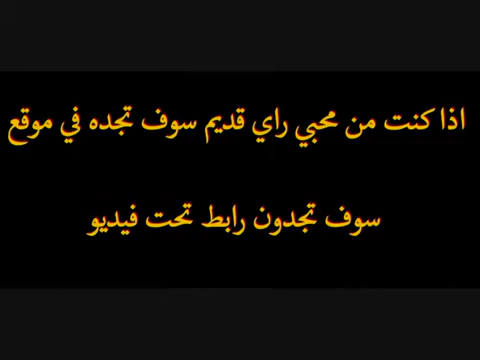 اذا كنت من محبي راي قديم سوف تجده في موقع
سوف تجدون رابط تحت فيديو